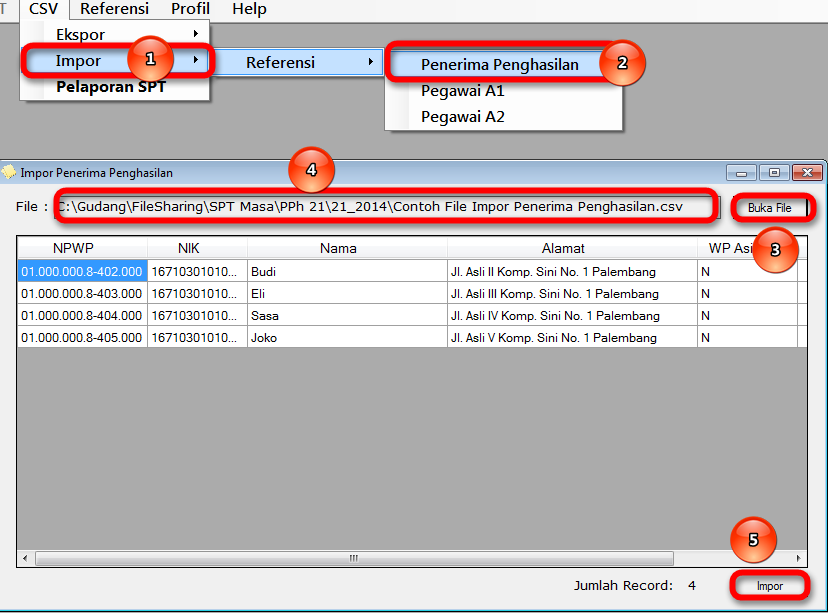 T CSV Referensi Profil Help
Ekspor
Impor 1 Referensi Penerima Penghasilan 2
Pelaporan SPT Pegawai A1
Pegawai A2
Impor Penerima Penghasilan 4
File : C:\Gudang\FileSharing\SPT Masa\PPh 21\21_2014\Contoh File Impor Penerima Penghasilan.csv Buka File
3
NPWP NIK Nama Alamat WP Asi
01.000.000.8-402.000 16710301010... Budi Jl. Asli II Komp. Sini No. 1 Palembang N
01.000.000.8-403.000 16710301010... Eli Jl. Asli III Komp. Sini No. 1 Palembang N
01.000.000.8-404.000 16710301010... Sasa Jl. Asli IV Komp. Sini No. 1 Palembang N
01.000.000.8-405.000 16710301010... Joko Jl. Asli V Komp. Sini No. 1 Palembang N
5
Jumlah Record: 4 Impor